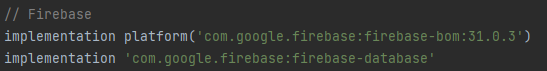 // Firebase
implementation platform('com.google.firebase:firebase-bom:31.0.3')
implementation 'com.google.firebase:firebase-database'